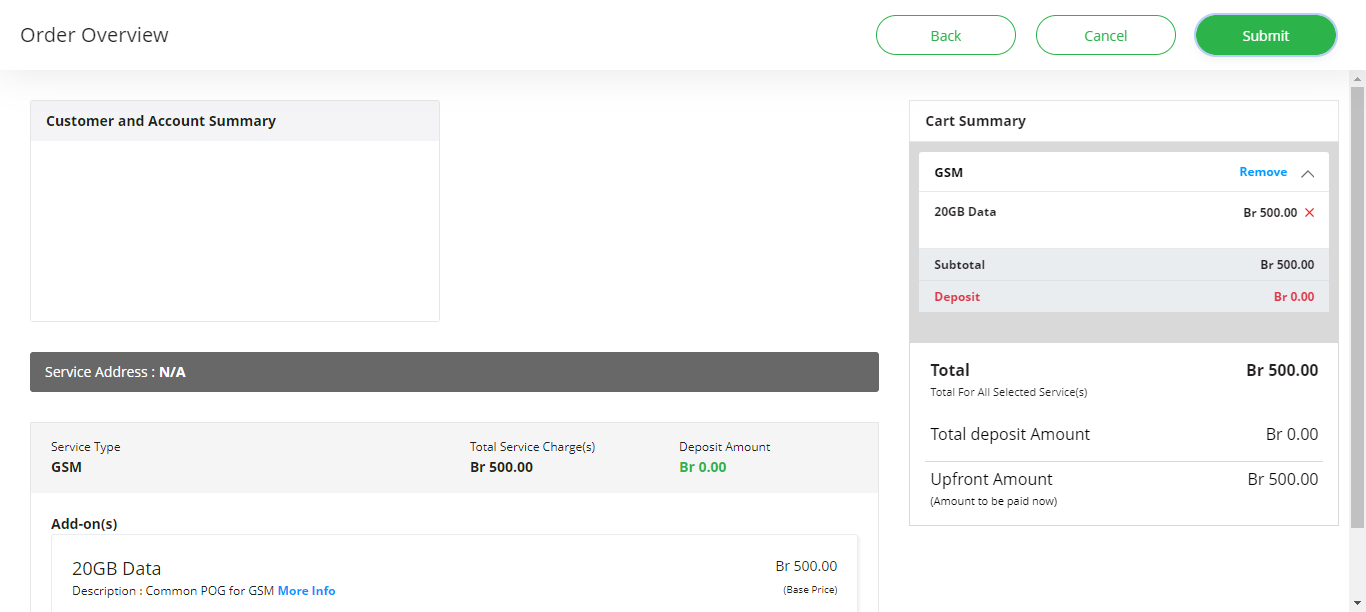 Order Overview
Back
Cancel
Submit
Customer and Account Summary
Service Address : N/A
Service Type
GSM
Total Service Charge(s)
Br 500.00
Deposit Amount
Br 0.00
Add-on(s)
20GB Data
Br 500.00
Description : Common POG for GSM More Info
(Base Price)
Cart Summary
GSM
Remove
20GB Data
Br 500.00
Subtotal
Br 500.00
Deposit
Br 0.00
Total
Br 500.00
Total For All Selected Service(s)
Total deposit Amount
Br 0.00
Upfront Amount
Br 500.00
(Amount to be paid now)